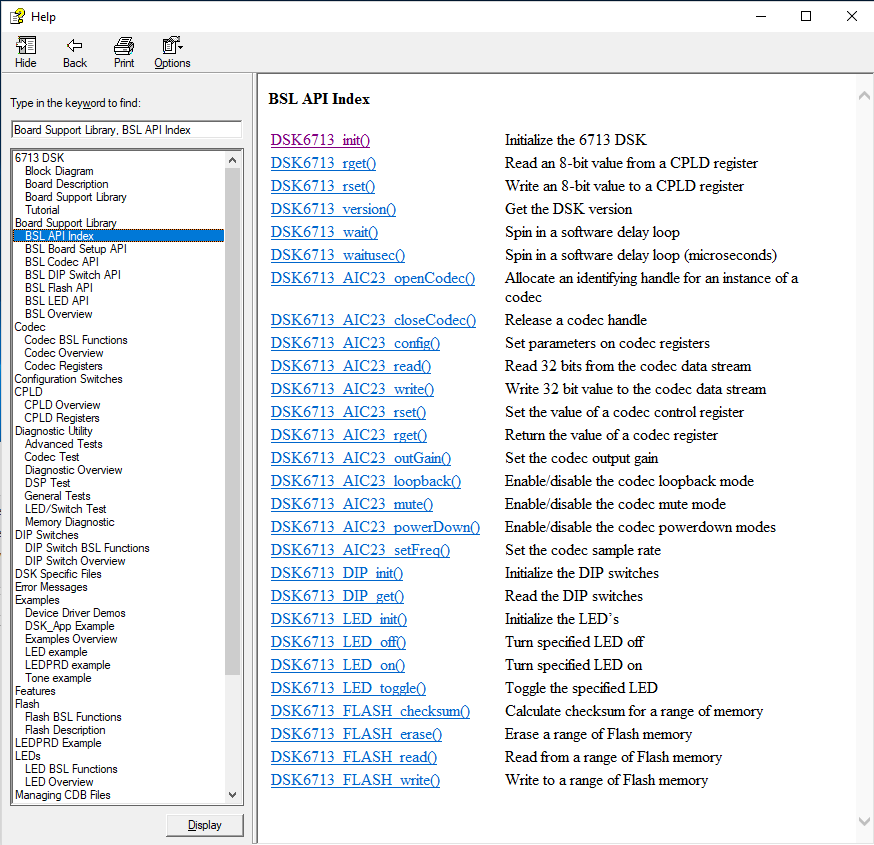 Help
Hide Back Print Options
Type in the keyword to find:
Board Support Library, BSL API Index
6713 DSK
Block Diagram
Board Description
Board Support Library
Tutorial
Board Support Library
BSL API Index
BSL Board Setup API
BSL Codec API
BSL DIP Switch API
BSL Flash API
BSL LED API
BSL Overview
Codec
Codec BSL Functions
Codec Overview
Codec Registers
Configuration Switches
CPLD
CPLD Overview
CPLD Registers
Diagnostic Utility
Advanced Tests
Codec Test
Diagnostic Overview
DSP Test
General Tests
LED/Switch Test
Memory Diagnostic
DIP Switches
DIP Switch BSL Functions
DIP Switch Overview
DSK Specific Files
Error Messages
Examples
Device Driver Demos
DSK_App Example
Examples Overview
LED example
LEDPRD example
Tone example
Features
Flash
Flash BSL Functions
Flash Description
LEDPRD Example
LEDs
LED BSL Functions
LED Overview
Managing CDB Files
Display
BSL API Index
DSK6713_init() Initialize the 6713 DSK
DSK6713_rget() Read an 8-bit value from a CPLD register
DSK6713_rset() Write an 8-bit value to a CPLD register
DSK6713_version() Get the DSK version
DSK6713_wait() Spin in a software delay loop
DSK6713_waitusec() Spin in a software delay loop (microseconds)
DSK6713_AIC23_openCodec() Allocate an identifying handle for an instance of a
codec
DSK6713_AIC23_closeCodec() Release a codec handle
DSK6713_AIC23_config() Set parameters on codec registers
DSK6713_AIC23_read() Read 32 bits from the codec data stream
DSK6713_AIC23_write() Write 32 bit value to the codec data stream
DSK6713_AIC23_rset() Set the value of a codec control register
DSK6713_AIC23_rget() Return the value of a codec register
DSK6713_AIC23_outGain() Set the codec output gain
DSK6713_AIC23_loopback() Enable/disable the codec loopback mode
DSK6713_AIC23_mute() Enable/disable the codec mute mode
DSK6713_AIC23_powerDown() Enable/disable the codec powerdown modes
DSK6713_AIC23_setFreq() Set the codec sample rate
DSK6713_DIP_init() Initialize the DIP switches
DSK6713_DIP_get() Read the DIP switches
DSK6713_LED_init() Initialize the LED’s
DSK6713_LED_off() Turn specified LED off
DSK6713_LED_on() Turn specified LED on
DSK6713_LED_toggle() Toggle the specified LED
DSK6713_FLASH_checksum() Calculate checksum for a range of memory
DSK6713_FLASH_erase() Erase a range of Flash memory
DSK6713_FLASH_read() Read from a range of Flash memory
DSK6713_FLASH_write() Write to a range of Flash memory